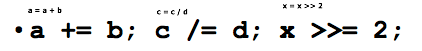 a = a + b c = c / d x = x >> 2
• a += b; c /= d; x >>= 2;